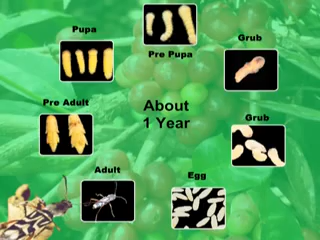 Pupa
Pre Pupa
Grub
Pre Adult
About
1 Year
Grub
Adult
Egg